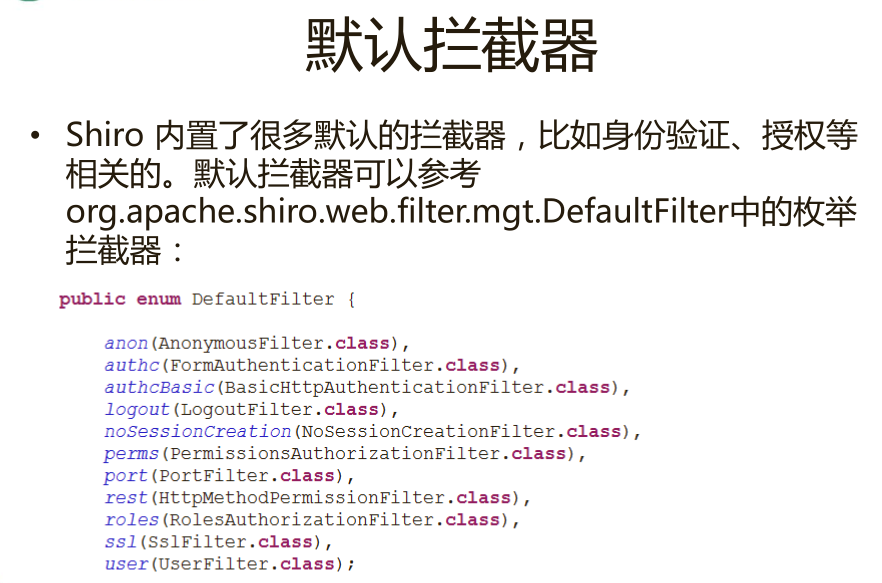 默认拦截器
• Shiro 内置了很多默认的拦截器，比如身份验证、授权等
相关的。默认拦截器可以参考
org.apache.shiro.web.filter.mgt.DefaultFilter中的枚举
拦截器：
public enum DefaultFilter {
anon(AnonymousFilter.class),
authc(FormAuthenticationFilter.class),
authcBasic(BasicHttpAuthenticationFilter.class),
logout(LogoutFilter.class),
noSessionCreation(NoSessionCreationFilter.class),
perms(PermissionsAuthorizationFilter.class),
port(PortFilter.class),
rest(HttpMethodPermissionFilter.class),
roles(RolesAuthorizationFilter.class),
ssl(SslFilter.class),
user(UserFilter.class);